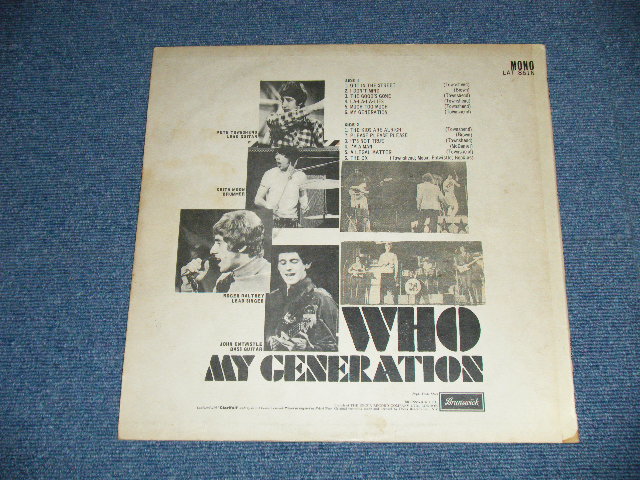 MONO
LAT 8616
SIDE 1
1. OUT IN THE STREET (Townshend)
2. I DON'T MIND (Brown)
3. THE GOOD'S GONE (Townshend)
4. LA-LA-LA-LIES (Townshend)
5. MUCH TOO MUCH (Townshend)
6. MY GENERATION (Townshend)
SIDE 2
1. THE KIDS ARE ALRIGHT (Townshend)
2. PLEASE PLEASE PLEASE (Brown)
3. IT'S NOT TRUE (Townshend)
4. I'M A MAN (McDaniel)
5. A LEGAL MATTER (Townshend)
6. THE OX (Townshend, Moon, Entwistle, Hopkins)
PETE TOWNSHEND
LEAD GUITAR
KEITH MOON
DRUMMER
ROGER DALTREY
LEAD SINGER
JOHN ENTWISTLE
BASS GUITAR
WHO
MY GENERATION
Brunswick